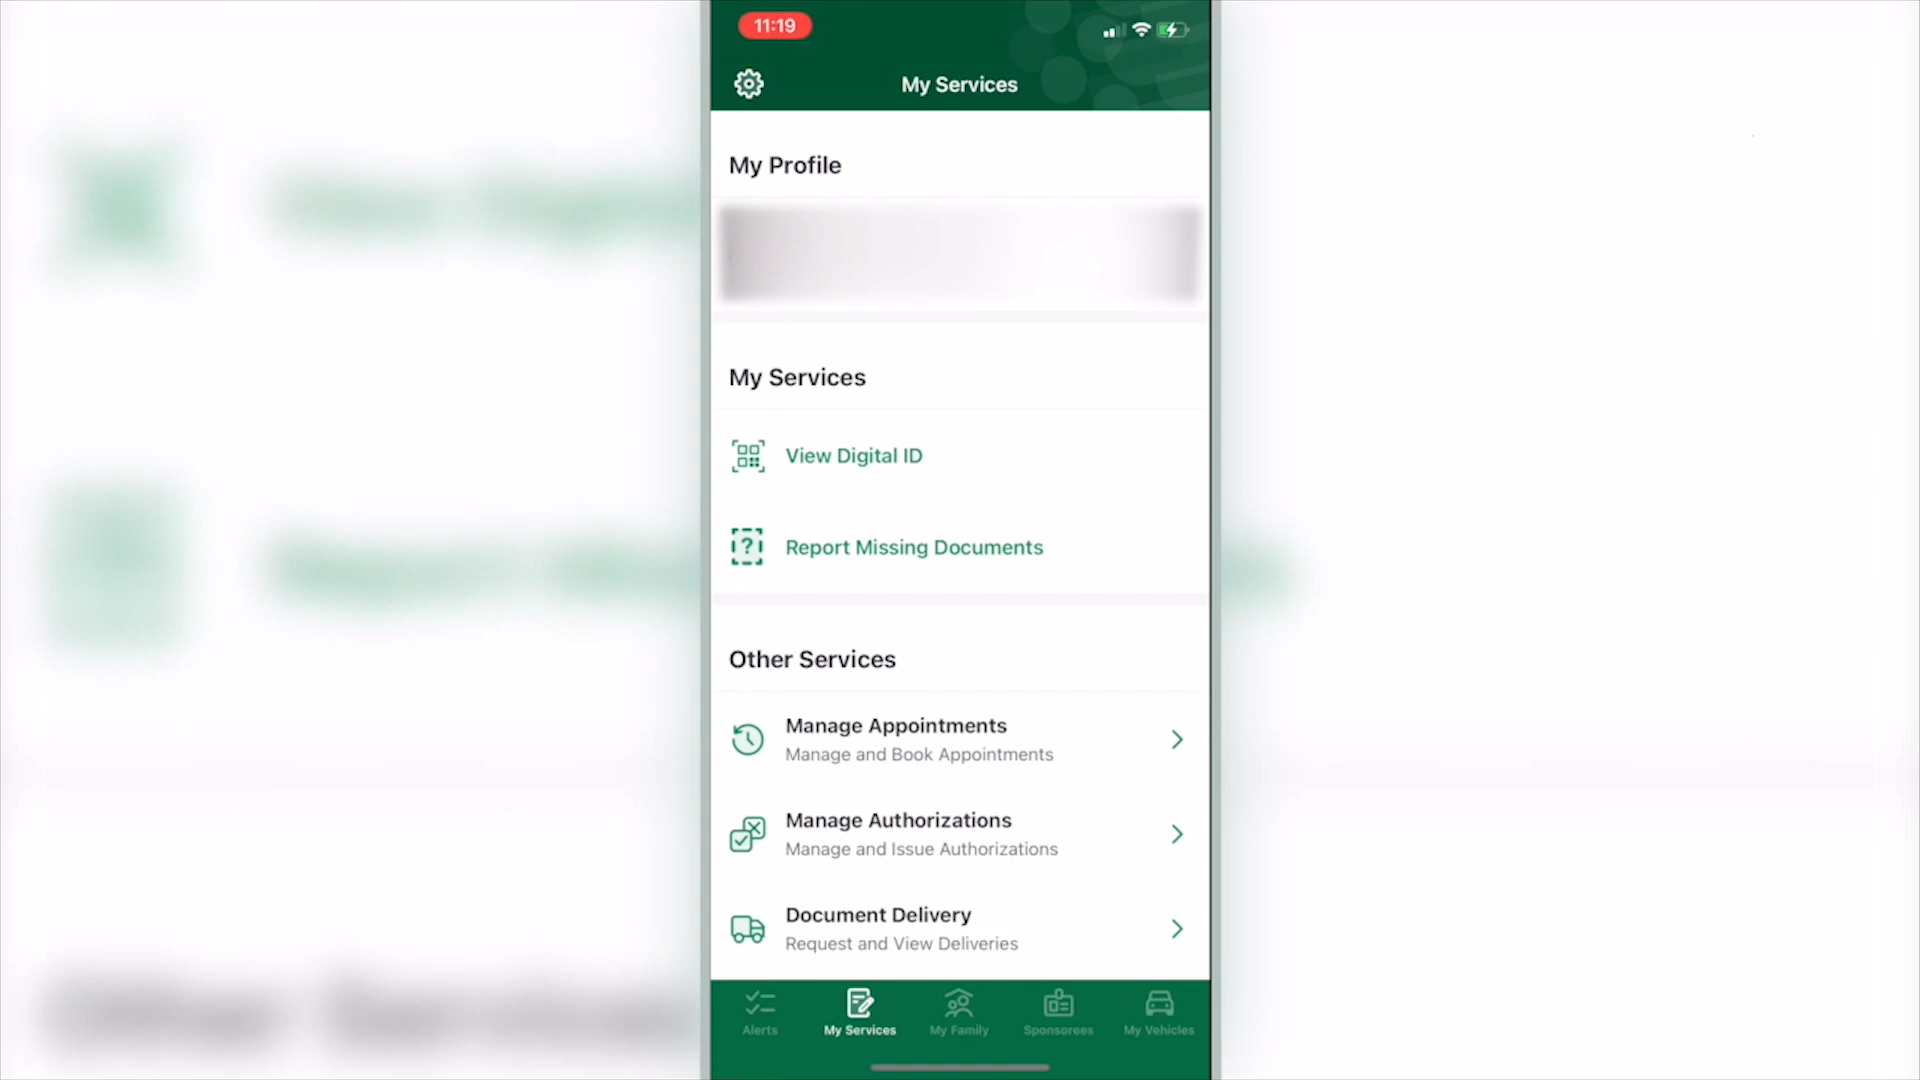 11:19
My Services
My Profile
My Services
View Digital ID
Report Missing Documents
Other Services
Manage Appointments
Manage and Book Appointments
Manage Authorizations
Manage and Issue Authorizations
Document Delivery
Request and View Deliveries
Alerts
My Services
My Family
Sponsorees
My Vehicles